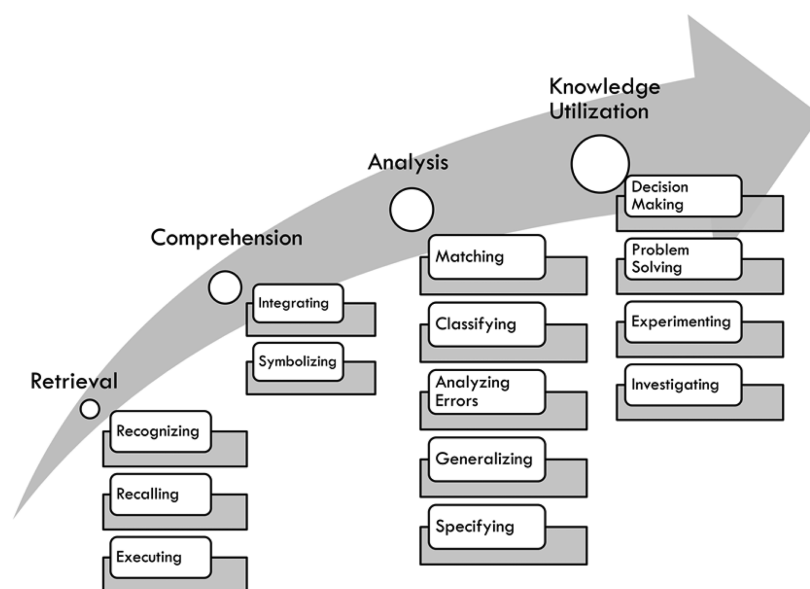 Retrieval
Recognizing
Recalling
Executing
Comprehension
Integrating
Symbolizing
Analysis
Matching
Classifying
Analyzing
Errors
Generalizing
Specifying
Knowledge
Utilization
Decision
Making
Problem
Solving
Experimenting
Investigating